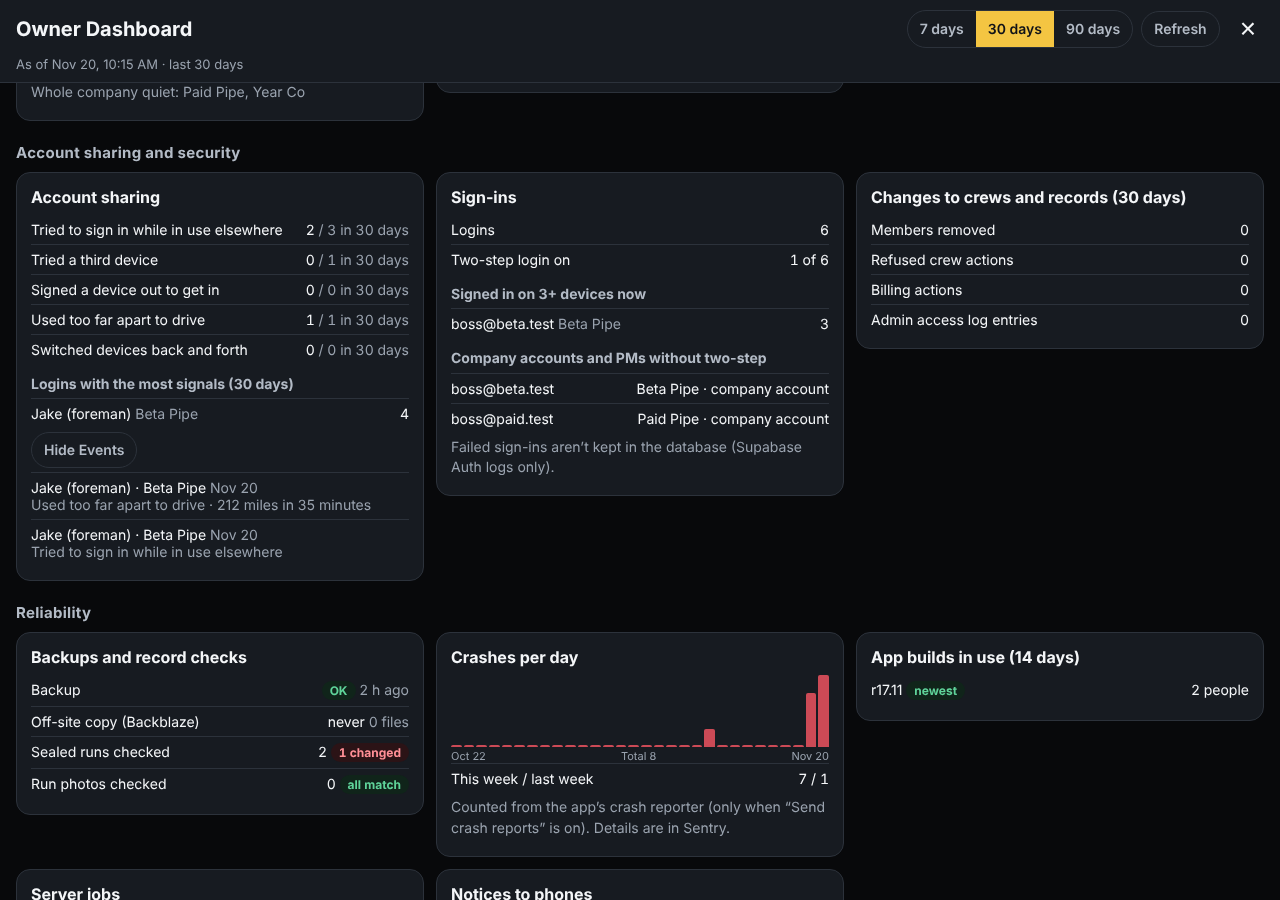 Owner Dashboard
7 days
30 days
90 days
Refresh
✕
As of Nov 20, 10:15 AM · last 30 days
Whole company quiet: Paid Pipe, Year Co
Account sharing and security
Account sharing
Tried to sign in while in use elsewhere 2 / 3 in 30 days
Tried a third device 0 / 1 in 30 days
Signed a device out to get in 0 / 0 in 30 days
Used too far apart to drive 1 / 1 in 30 days
Switched devices back and forth 0 / 0 in 30 days
Logins with the most signals (30 days)
Jake (foreman) Beta Pipe 4
Hide Events
Jake (foreman) · Beta Pipe Nov 20
Used too far apart to drive · 212 miles in 35 minutes
Jake (foreman) · Beta Pipe Nov 20
Tried to sign in while in use elsewhere
Sign-ins
Logins 6
Two-step login on 1 of 6
Signed in on 3+ devices now
boss@beta.test Beta Pipe 3
Company accounts and PMs without two-step
boss@beta.test Beta Pipe · company account
boss@paid.test Paid Pipe · company account
Failed sign-ins aren’t kept in the database (Supabase
Auth logs only).
Changes to crews and records (30 days)
Members removed 0
Refused crew actions 0
Billing actions 0
Admin access log entries 0
Reliability
Backups and record checks
Backup OK 2 h ago
Off-site copy (Backblaze) never 0 files
Sealed runs checked 2 1 changed
Run photos checked 0 all match
Crashes per day
Oct 22 Total 8 Nov 20
This week / last week 7 / 1
Counted from the app’s crash reporter (only when “Send
crash reports” is on). Details are in Sentry.
App builds in use (14 days)
r17.11 newest 2 people
Server jobs
Notices to phones